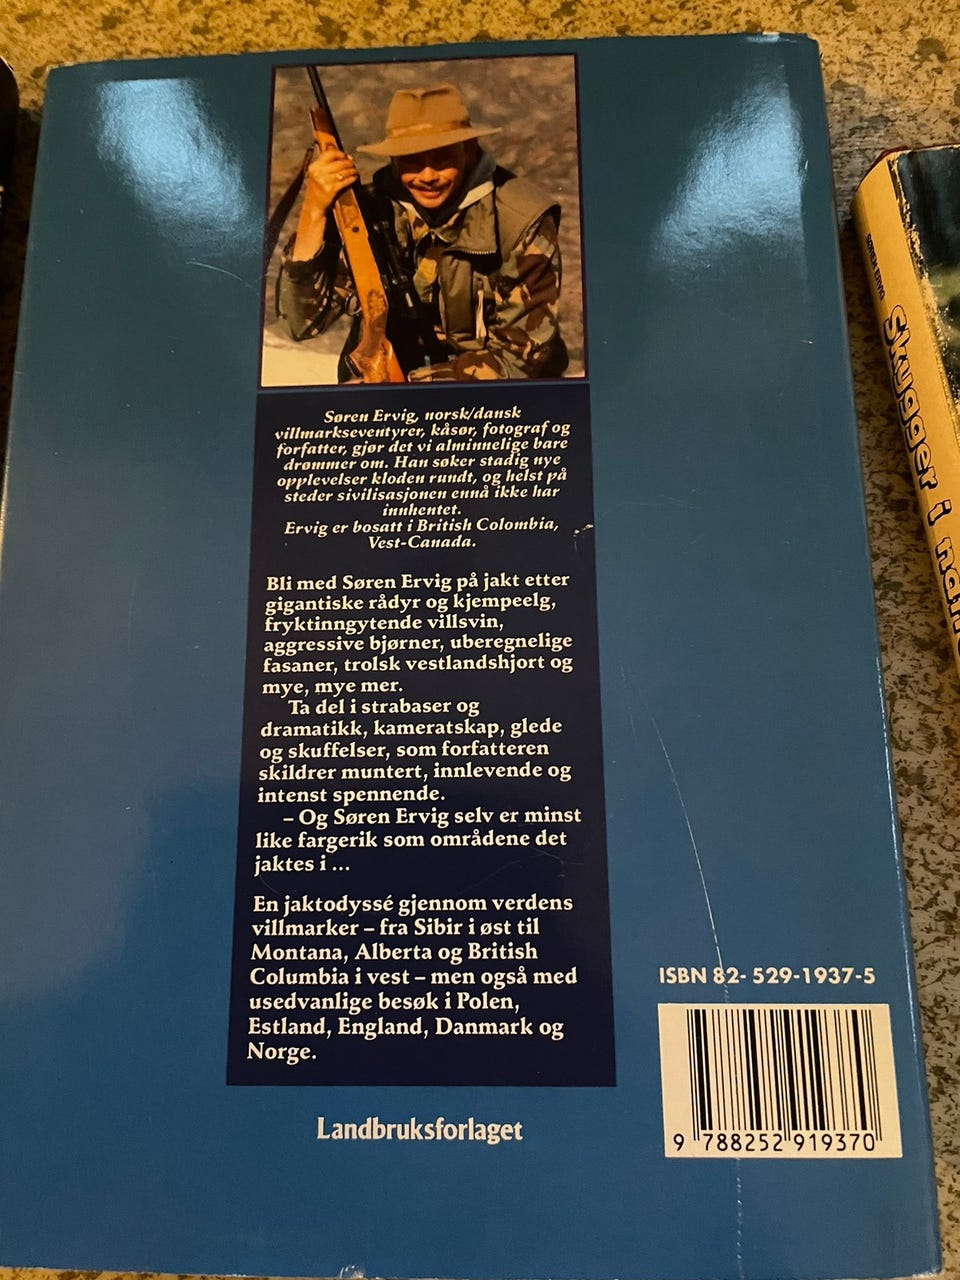 Søren Ervig, norsk/dansk
villmarkseventyrer, kåsør, fotograf og
forfatter, gjør det vi alminnelige bare
drømmer om. Han søker stadig nye
opplevelser kloden rundt, og helst på
steder sivilisasjonen ennå ikke har
innhentet.
Ervig er bosatt i British Colombia,
Vest-Canada.
Bli med Søren Ervig på jakt etter
gigantiske rådyr og kjempeelg,
fryktinngytende villsvin,
aggressive bjørner, uberegnelige
fasaner, trolsk vestlandshjort og
mye, mye mer.
Ta del i strabaser og
dramatikk, kameratskap, glede
og skuffelser, som forfatteren
skildrer muntert, innlevende og
intenst spennende.
– Og Søren Ervig selv er minst
like fargerik som områdene det
jaktes i ...
En jaktodyssé gjennom verdens
villmarker – fra Sibir i øst til
Montana, Alberta og British
Columbia i vest – men også med
usedvanlige besøk i Polen,
Estland, England, Danmark og
Norge.
Landbruksforlaget
ISBN 82- 529-1937-5
9 788252 919370
SØREN ERVIG
Skygger i